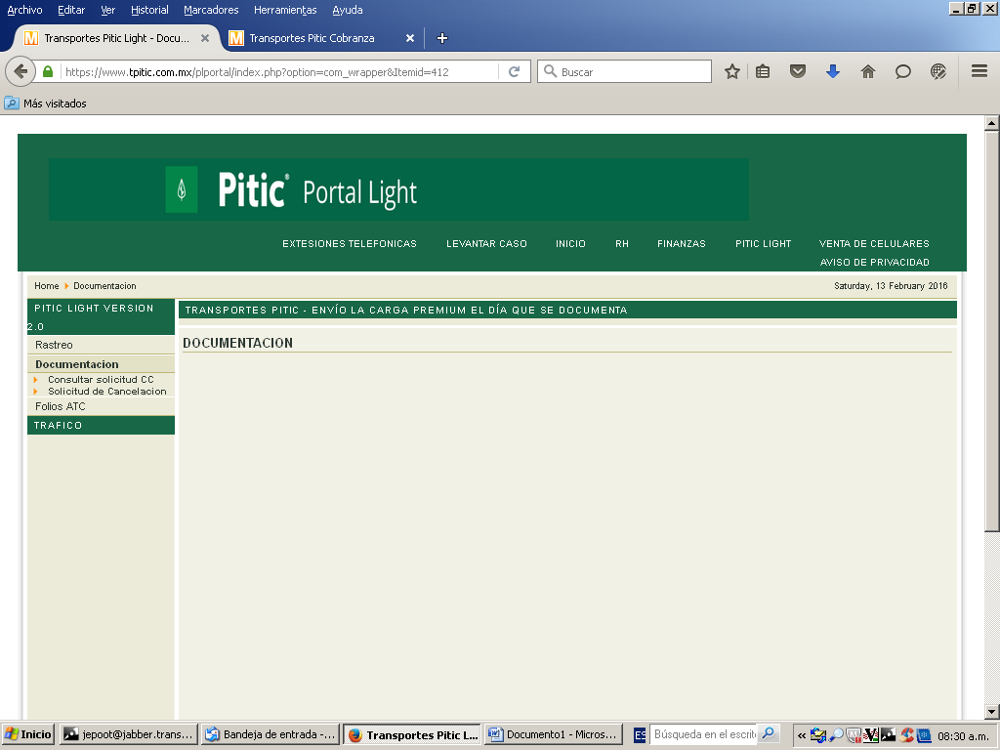 Archivo Editar Ver Historial Marcadores Herramientas Ayuda
Transportes Pitic Light - Docu... Transportes Pitic Cobranza
https://www.tpitic.com.mx/plportal/index.php?option=com_wrapper&Itemid=412 Buscar
Más visitados
Pitic® Portal Light
EXTESIONES TELEFONICAS LEVANTAR CASO INICIO RH FINANZAS PITIC LIGHT VENTA DE CELULARES
AVISO DE PRIVACIDAD
Home Documentacion Saturday, 13 February 2016
PITIC LIGHT VERSION
2.0
TRANSPORTES PITIC - ENVÍO LA CARGA PREMIUM EL DÍA QUE SE DOCUMENTA
Rastreo
Documentacion
Consultar solicitud CC
Solicitud de Cancelacion
Folios ATC
TRAFICO
DOCUMENTACION
Inicio jepoot@jabber.trans... Bandeja de entrada -... Transportes Pitic L... Documento1 - Micros... ES Búsqueda en el escrit « 08:30 a.m.